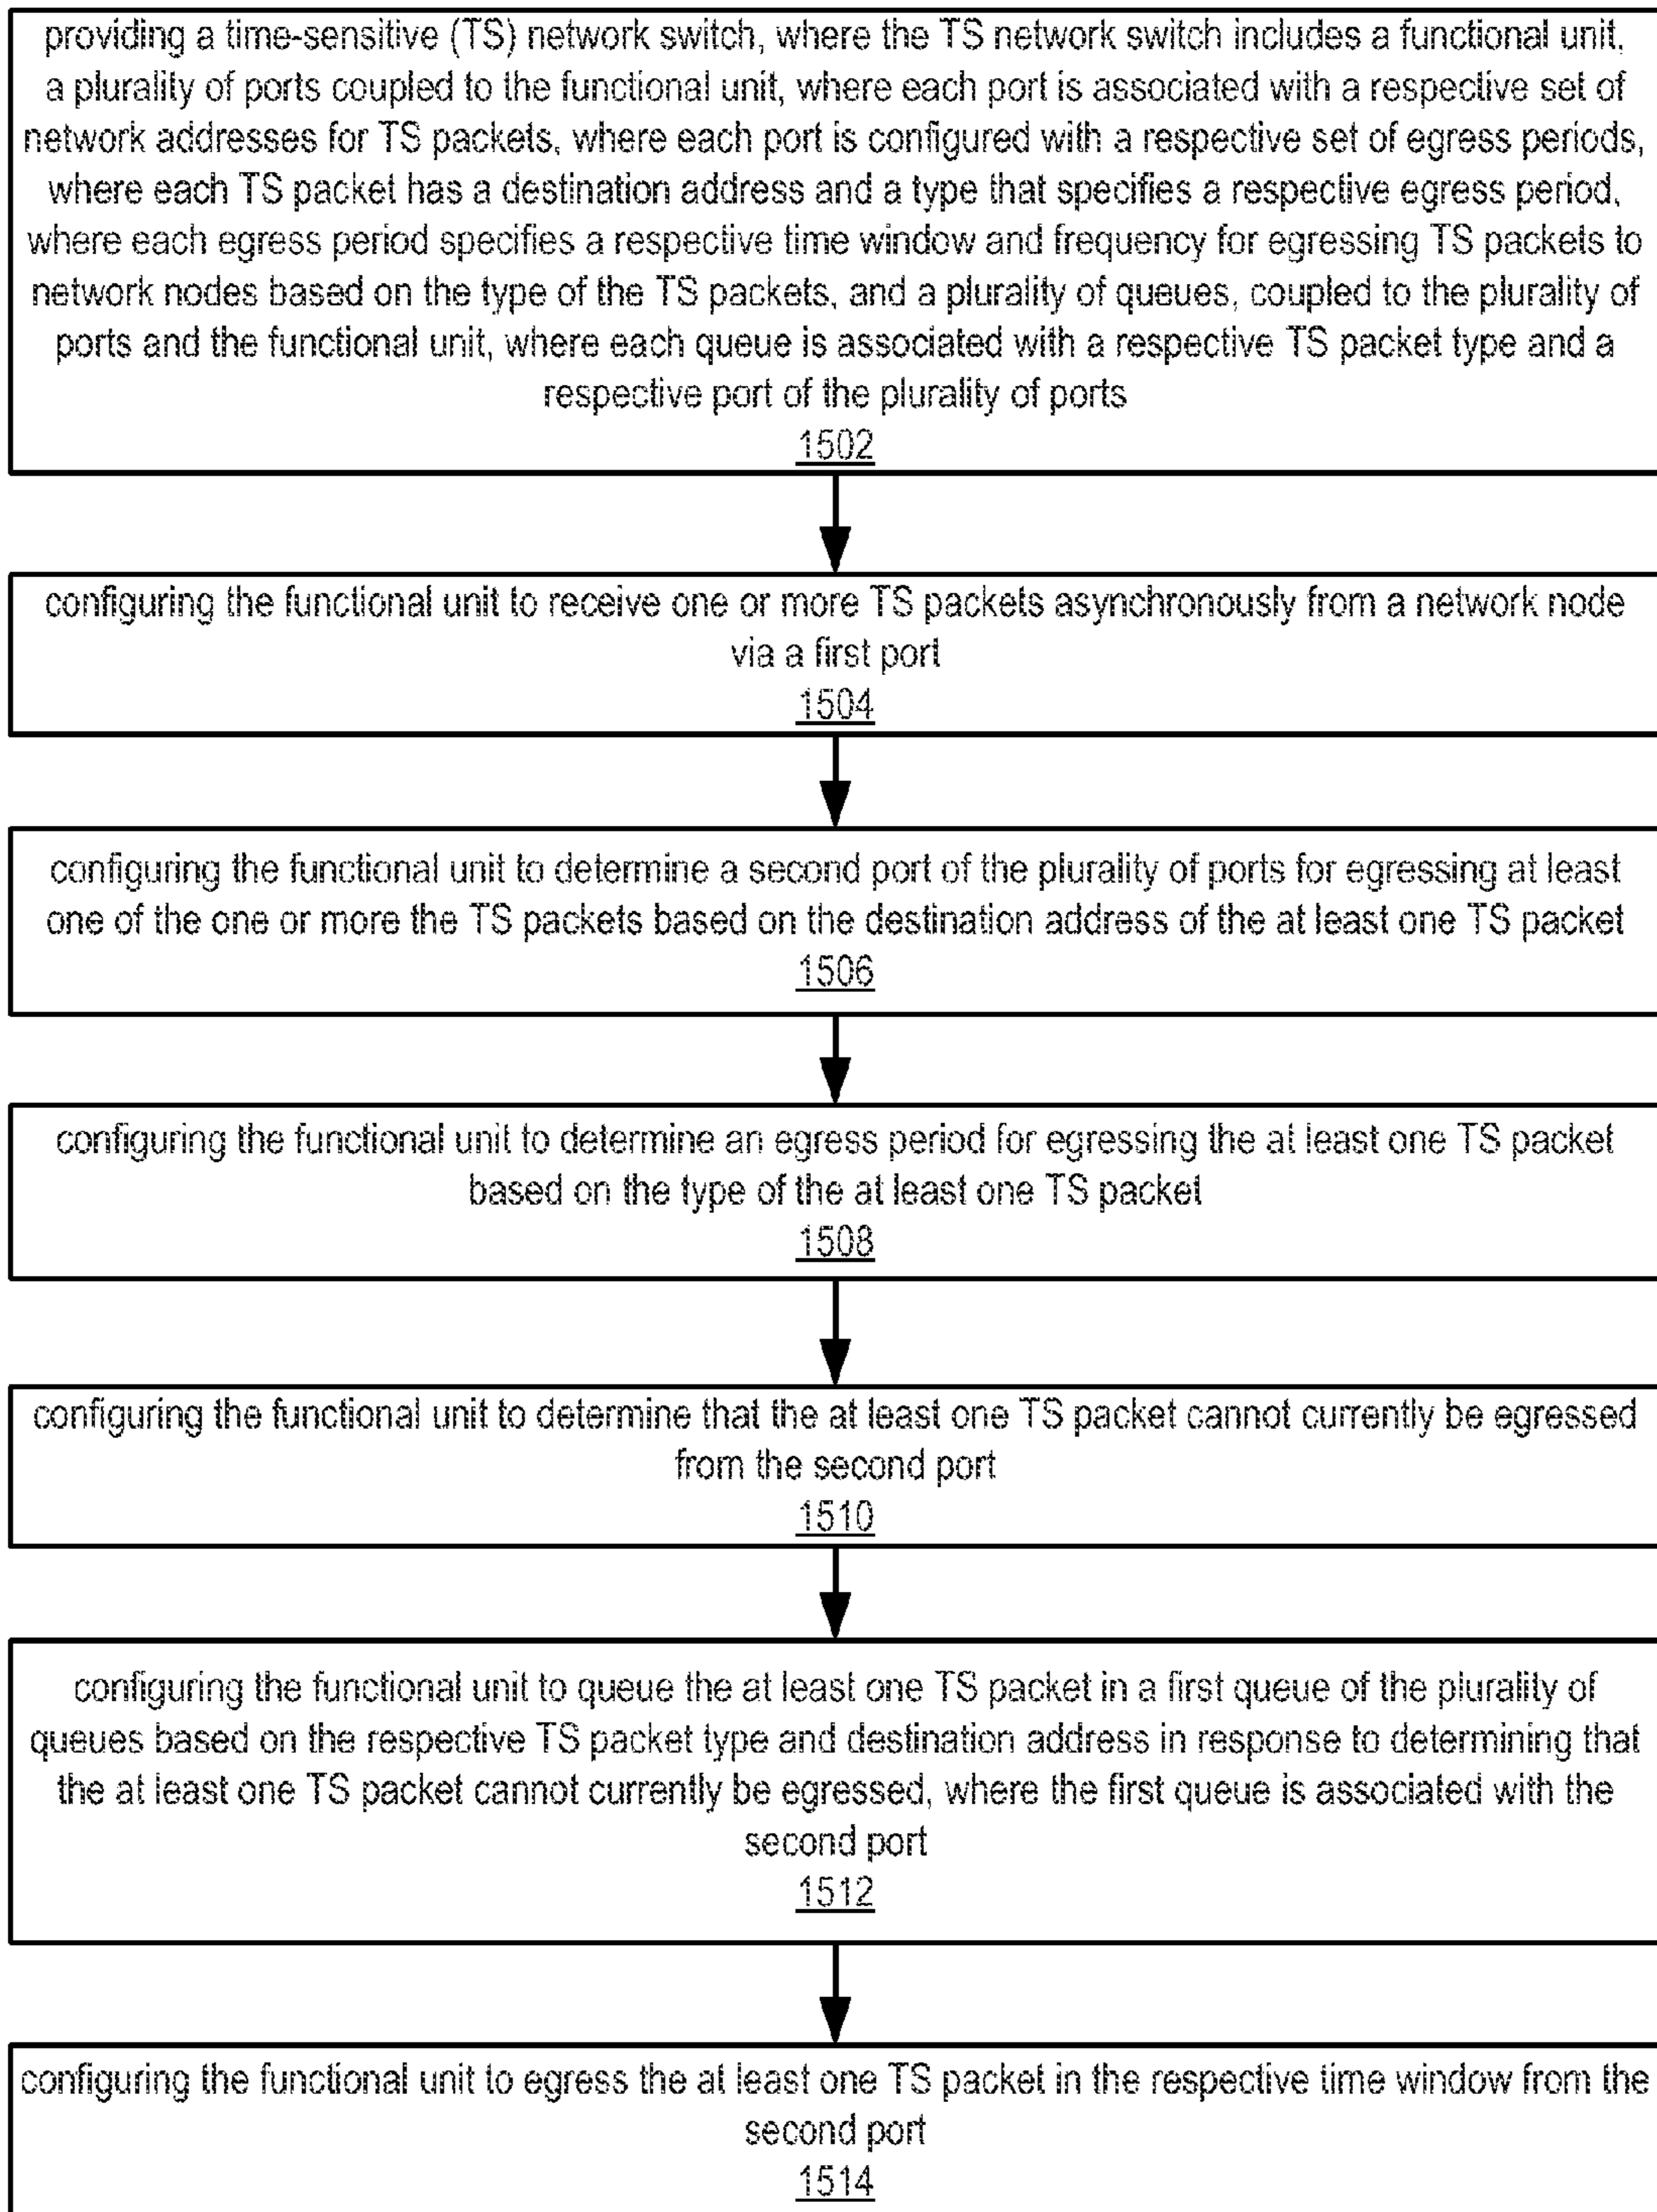 providing a time-sensitive (TS) network switch, where the TS network switch includes a functional unit,
a plurality of ports coupled to the functional unit, where each port is associated with a respective set of
network addresses for TS packets, where each port is configured with a respective set of egress periods,
where each TS packet has a destination address and a type that specifies a respective egress period,
where each egress period specifies a respective time window and frequency for egressing TS packets to
network nodes based on the type of the TS packets, and a plurality of queues, coupled to the plurality of
ports and the functional unit, where each queue is associated with a respective TS packet type and a
respective port of the plurality of ports
1502
configuring the functional unit to receive one or more TS packets asynchronously from a network node
via a first port
1504
configuring the functional unit to determine a second port of the plurality of ports for egressing at least
one of the one or more the TS packets based on the destination address of the at least one TS packet
1506
configuring the functional unit to determine an egress period for egressing the at least one TS packet
based on the type of the at least one TS packet
1508
configuring the functional unit to determine that the at least one TS packet cannot currently be egressed
from the second port
1510
configuring the functional unit to queue the at least one TS packet in a first queue of the plurality of
queues based on the respective TS packet type and destination address in response to determining that
the at least one TS packet cannot currently be egressed, where the first queue is associated with the
second port
1512
configuring the functional unit to egress the at least one TS packet in the respective time window from the
second port
1514